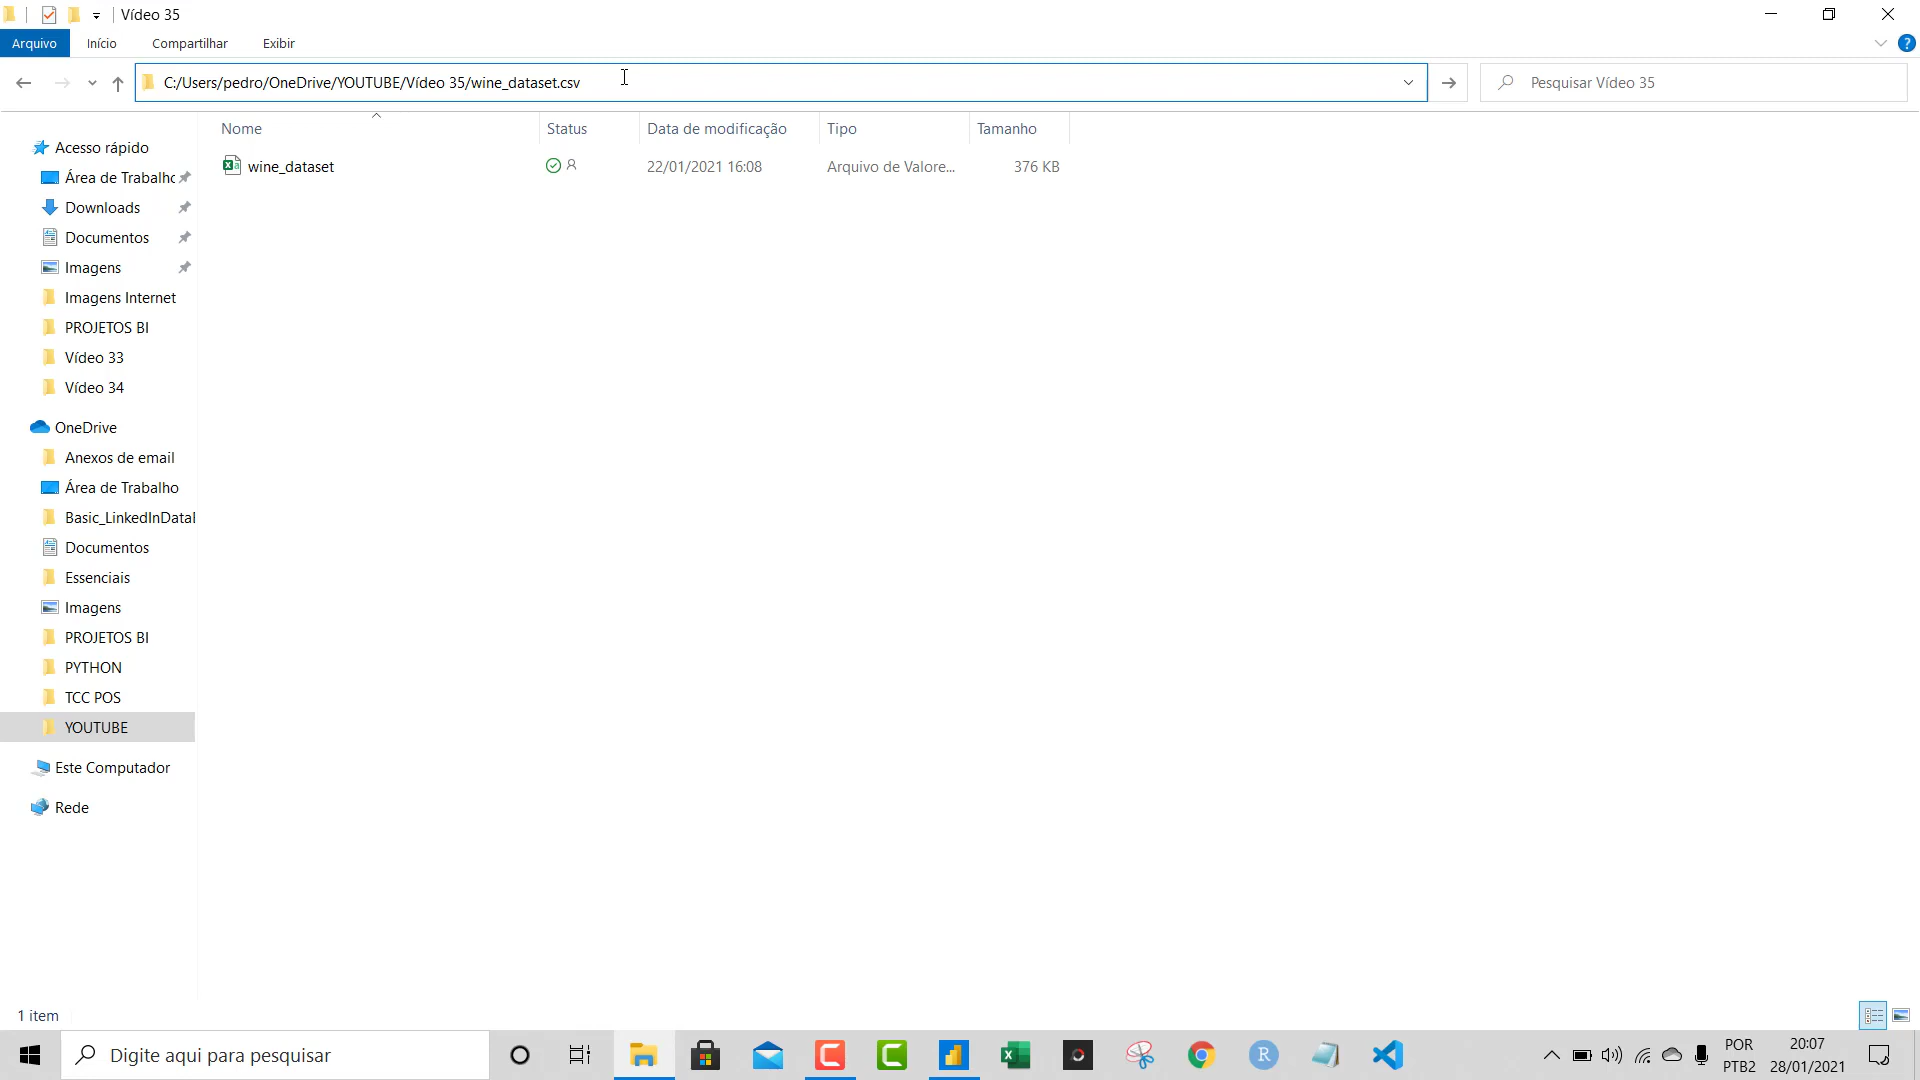 Vídeo 35
Arquivo Início Compartilhar Exibir
C:/Users/pedro/OneDrive/YOUTUBE/Vídeo 35/wine_dataset.csv
Pesquisar Vídeo 35
Nome Status Data de modificação Tipo Tamanho
wine_dataset 22/01/2021 16:08 Arquivo de Valore... 376 KB
Acesso rápido
Área de Trabalho
Downloads
Documentos
Imagens
Imagens Internet
PROJETOS BI
Vídeo 33
Vídeo 34
OneDrive
Anexos de email
Área de Trabalho
Basic_LinkedInDataI
Documentos
Essenciais
Imagens
PROJETOS BI
PYTHON
TCC POS
YOUTUBE
Este Computador
Rede
1 item
Digite aqui para pesquisar
POR
PTB2
20:07
28/01/2021